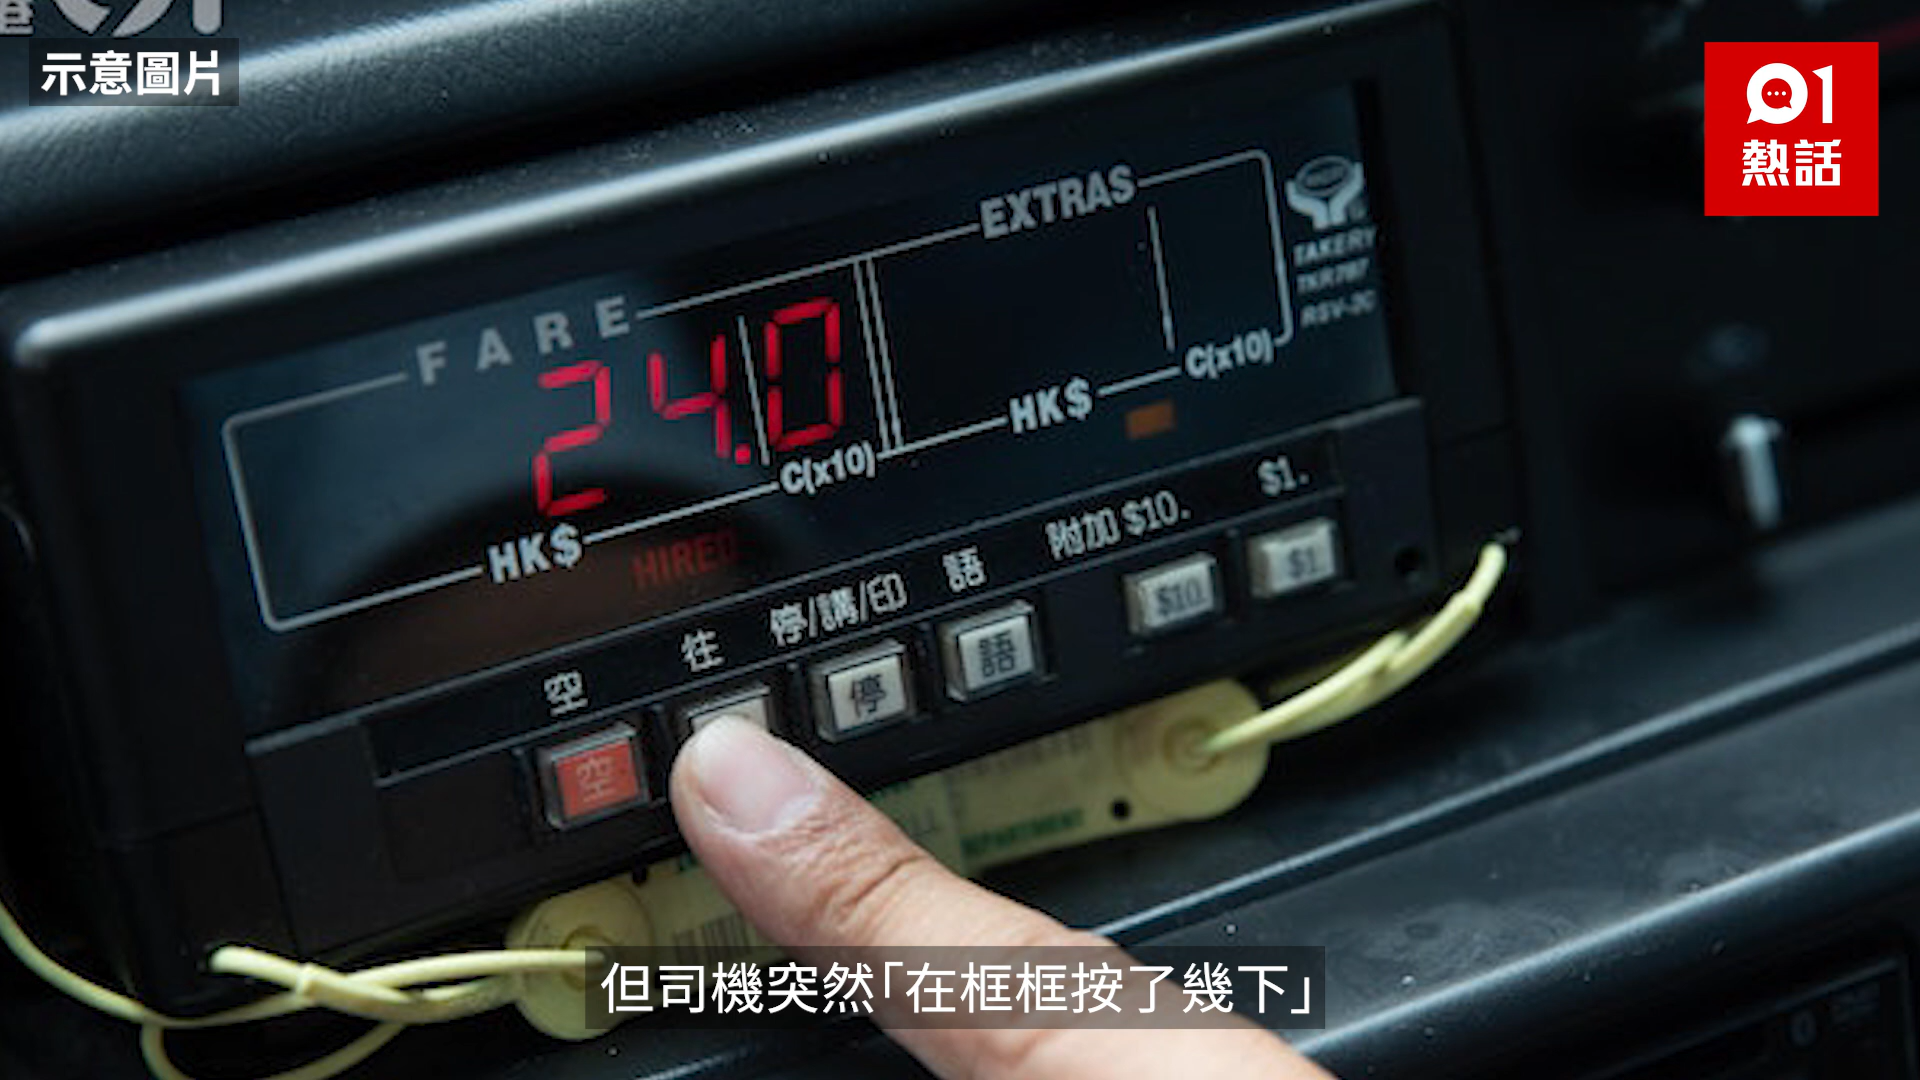 示意圖片
01
熱話
EXTRAS
TAKERY
TKR787
FARE
24.0
C(x10)
C(x10)
HK$
HK$
HIRED
$1.
附加 $10.
語
停/講/印
往
空
$1
$10
語
停
空
但司機突然「在框框按了幾下」